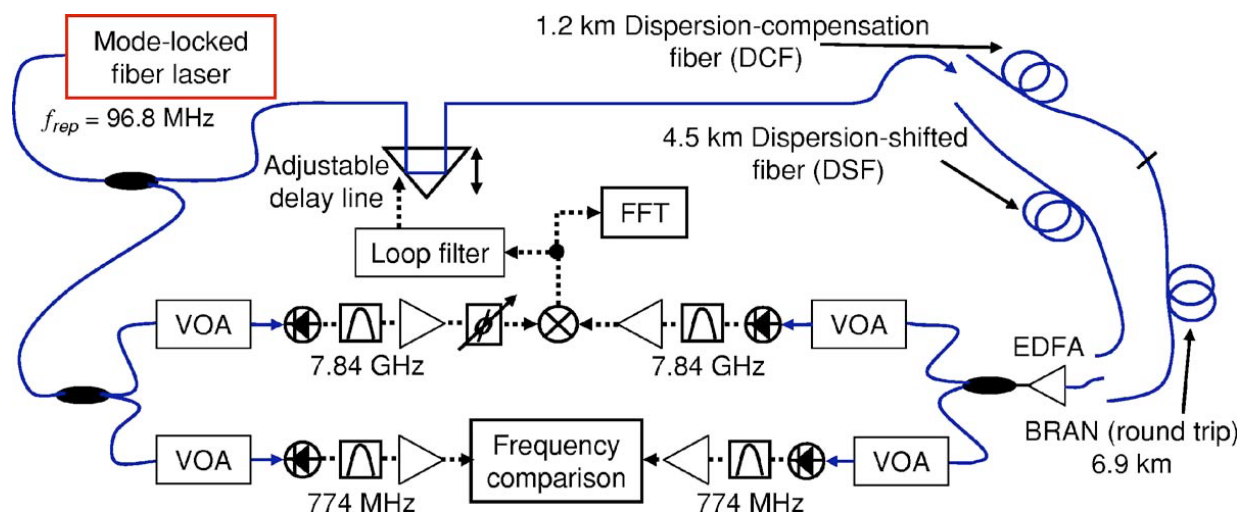 Mode-locked
fiber laser
f_rep = 96.8 MHz
1.2 km Dispersion-compensation
fiber (DCF)
4.5 km Dispersion-shifted
fiber (DSF)
Adjustable
delay line
FFT
Loop filter
VOA
7.84 GHz
ϕ
7.84 GHz
VOA
EDFA
BRAN (round trip)
6.9 km
VOA
774 MHz
Frequency
comparison
774 MHz
VOA